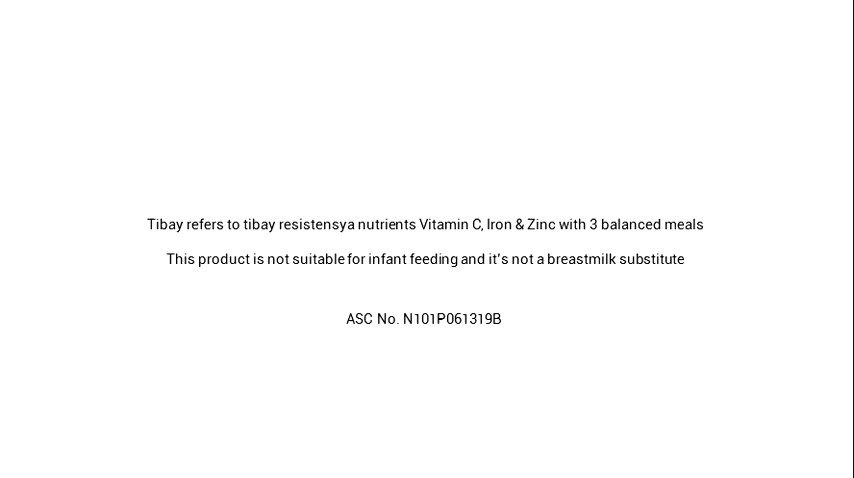 Tibay refers to tibay resistensya nutrients Vitamin C, Iron & Zinc with 3 balanced meals
This product is not suitable for infant feeding and it's not a breastmilk substitute
ASC No. N101P061319B